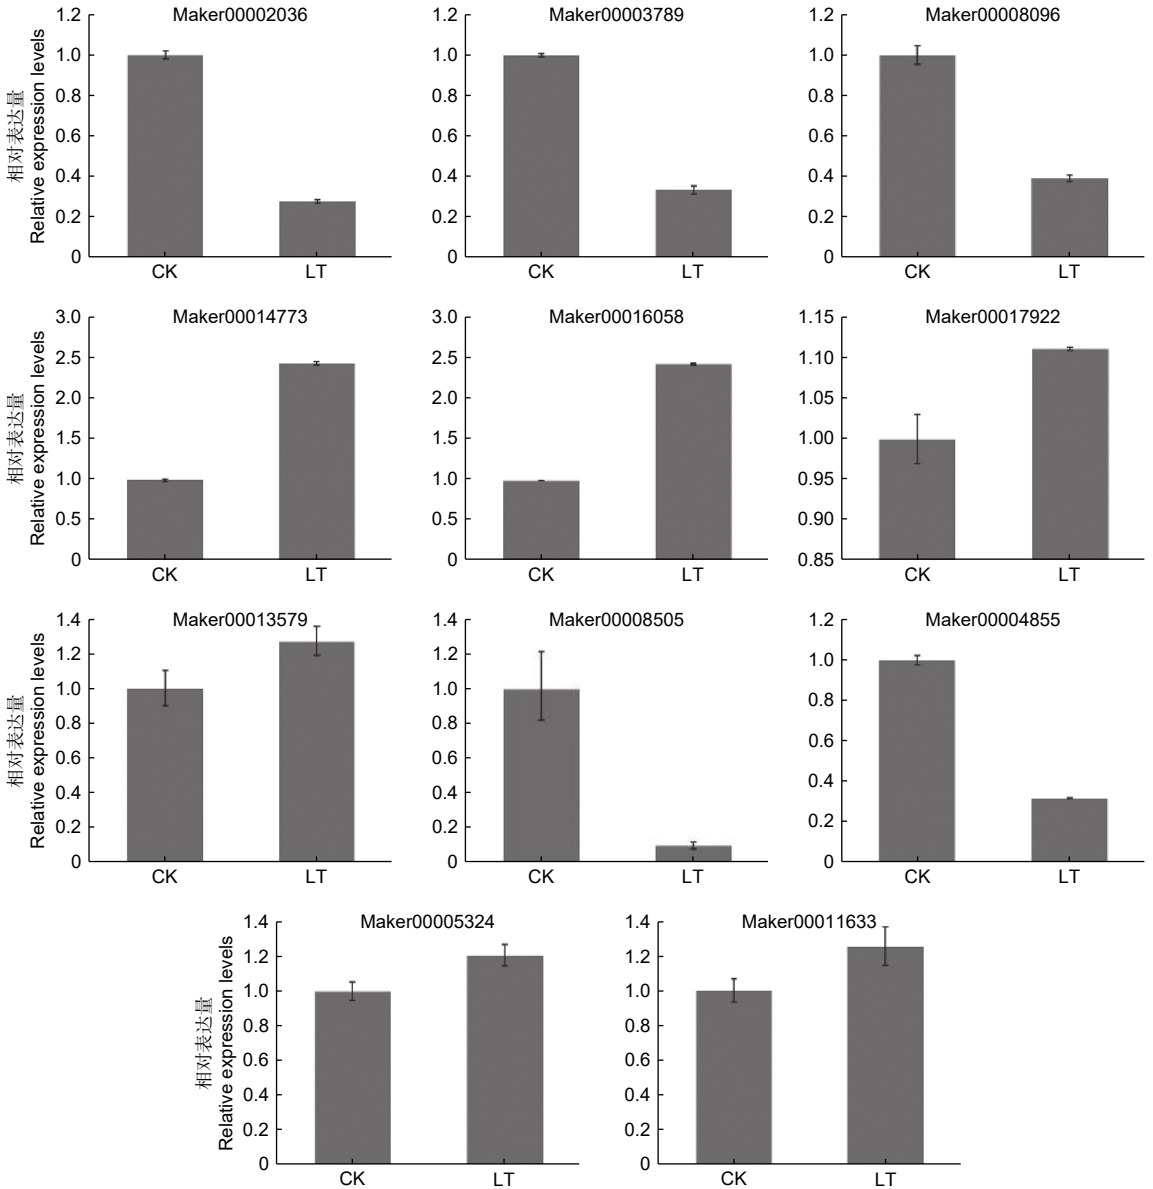 Maker00002036
相对表达量
Relative expression levels
1.2
1.0
0.8
0.6
0.4
0.2
0
CK LT
Maker00003789
1.2
1.0
0.8
0.6
0.4
0.2
0
CK LT
Maker00008096
1.2
1.0
0.8
0.6
0.4
0.2
0
CK LT
Maker00014773
相对表达量
Relative expression levels
3.0
2.5
2.0
1.5
1.0
0.5
0
CK LT
Maker00016058
3.0
2.5
2.0
1.5
1.0
0.5
0
CK LT
Maker00017922
1.15
1.10
1.05
1.00
0.95
0.90
0.85
CK LT
Maker00013579
相对表达量
Relative expression levels
1.4
1.2
1.0
0.8
0.6
0.4
0.2
0
CK LT
Maker00008505
1.4
1.2
1.0
0.8
0.6
0.4
0.2
0
CK LT
Maker00004855
1.2
1.0
0.8
0.6
0.4
0.2
0
CK LT
Maker00005324
相对表达量
Relative expression levels
1.4
1.2
1.0
0.8
0.6
0.4
0.2
0
CK LT
Maker00011633
1.4
1.2
1.0
0.8
0.6
0.4
0.2
0
CK LT